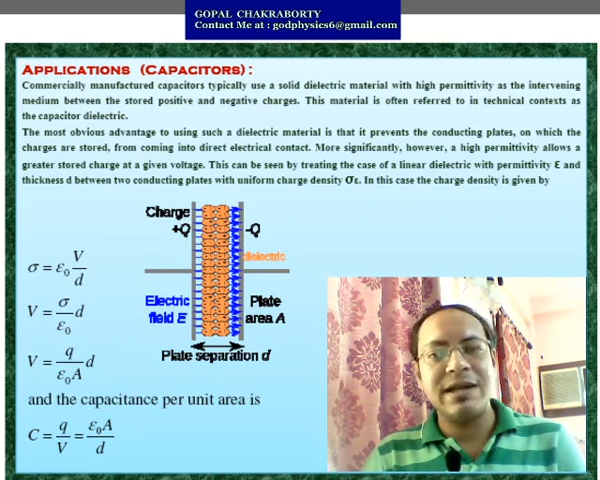 GOPAL CHAKRABORTY
Contact Me at : godphysics6@gmail.com
APPLICATIONS (CAPACITORS) :
Commercially manufactured capacitors typically use a solid dielectric material with high permittivity as the intervening
medium between the stored positive and negative charges. This material is often referred to in technical contexts as
the capacitor dielectric.
The most obvious advantage to using such a dielectric material is that it prevents the conducting plates, on which the
charges are stored, from coming into direct electrical contact. More significantly, however, a high permittivity allows a
greater stored charge at a given voltage. This can be seen by treating the case of a linear dielectric with permittivity ε and
thickness d between two conducting plates with uniform charge density σε. In this case the charge density is given by
Charge
+Q
-Q
dielectric
Electric
field E
Plate
area A
Plate separation d
σ = ε₀ V/d
V = σ/ε₀ d
V = q/ε₀A d
and the capacitance per unit area is
C = q/V = ε₀A/d